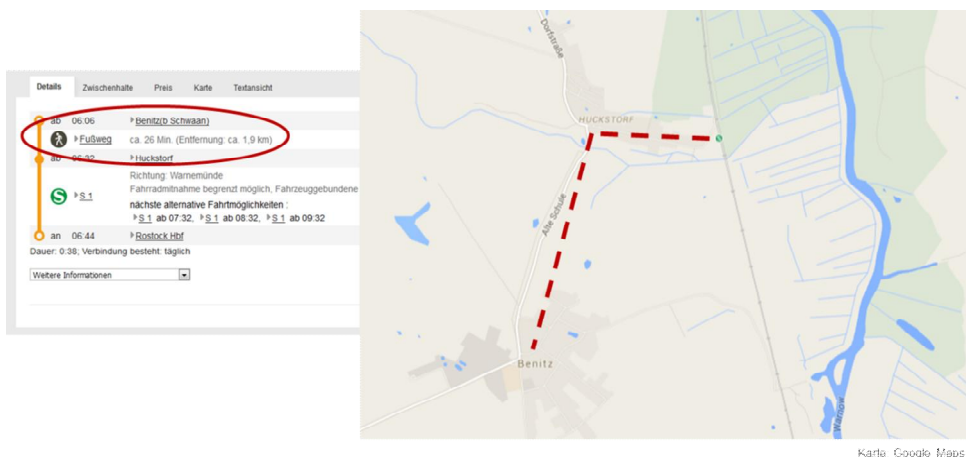 Details Zwischenhalte Preis Karte Textansicht
ab 06:06 Benitz(b Schwaan)
Fußweg ca. 26 Min. (Entfernung: ca. 1,9 km)
ab 06:32 Huckstorf
Richtung: Warnemünde
Fahrradmitnahme begrenzt möglich, Fahrzeuggebundene
S 1
nächste alternative Fahrtmöglichkeiten :
S 1 ab 07:32, S 1 ab 08:32, S 1 ab 09:32
an 06:44 Rostock Hbf
Dauer: 0:38; Verbindung besteht: täglich
Weitere Informationen
Dorfstraße
HUCKSTORF
Alte Schule
Benitz
Warnow
Karte Google Maps